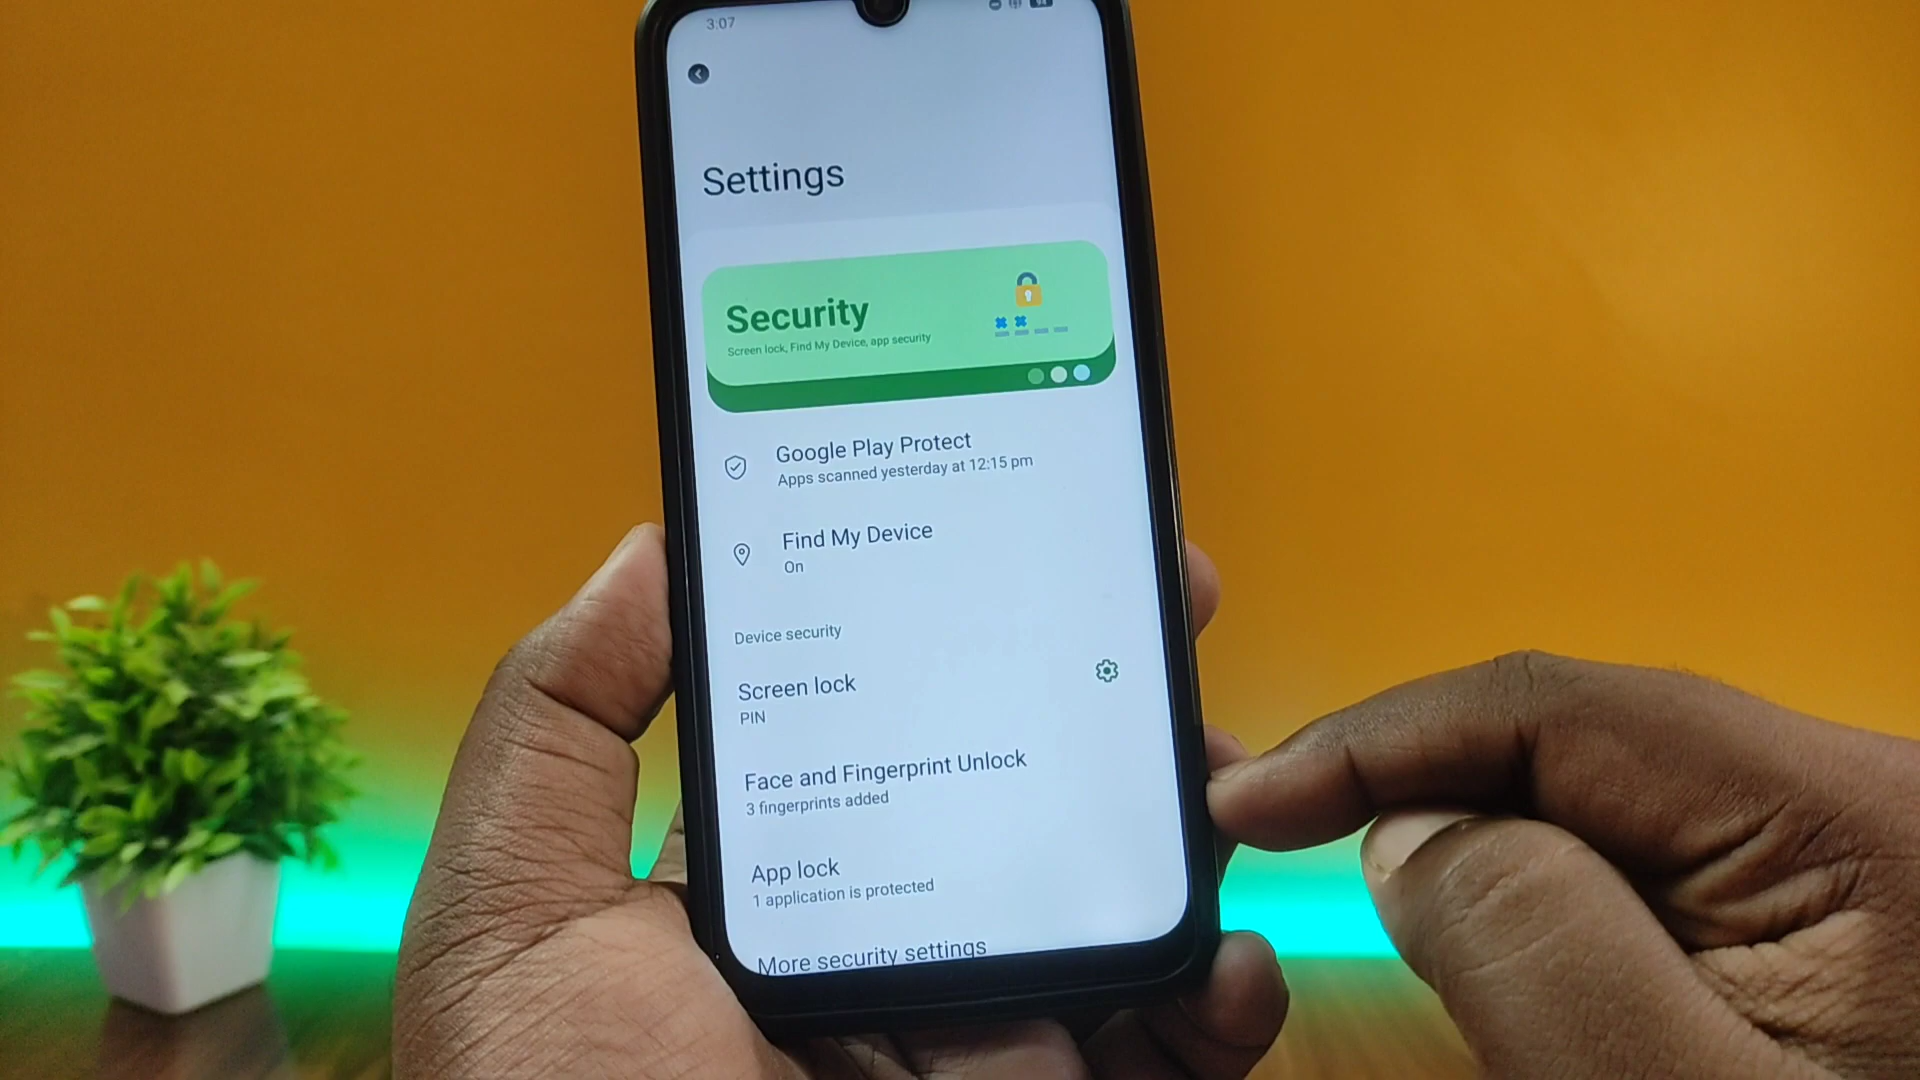 3:07
Settings
Security
Screen lock, Find My Device, app security
Google Play Protect
Apps scanned yesterday at 12:15 pm
Find My Device
On
Device security
Screen lock
PIN
Face and Fingerprint Unlock
3 fingerprints added
App lock
1 application is protected
More security settings